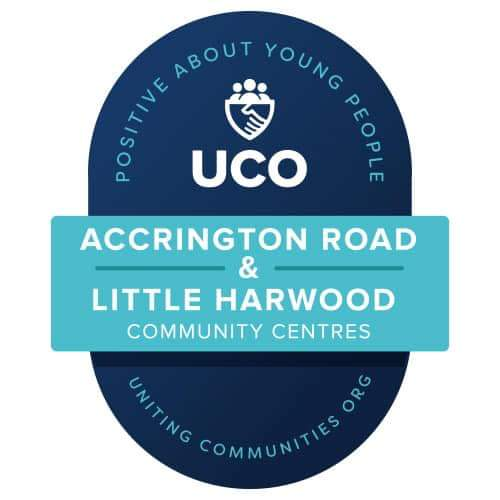 POSITIVE ABOUT YOUNG PEOPLE
UCO
ACCRINGTON ROAD
&
LITTLE HARWOOD
COMMUNITY CENTRES
UNITING COMMUNITIES ORG